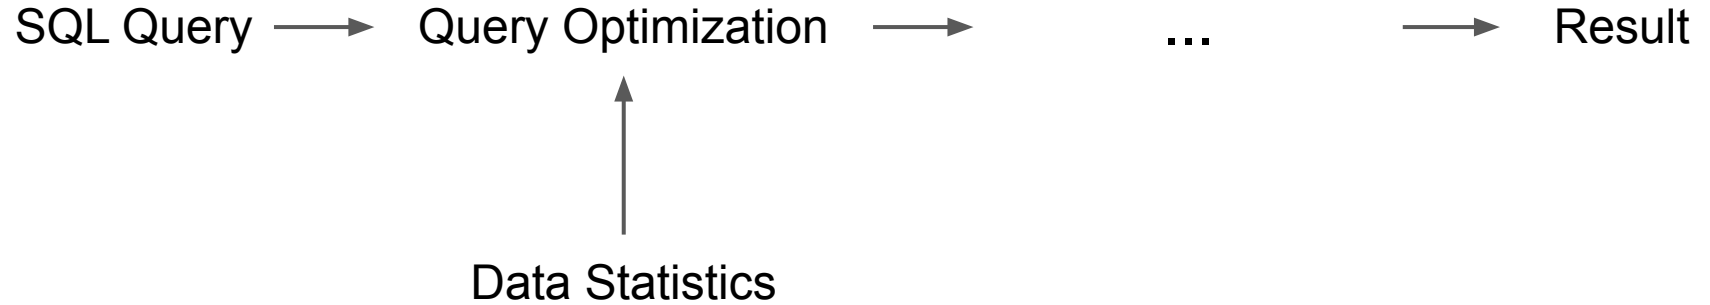 SQL Query Query Optimization ... Result
Data Statistics